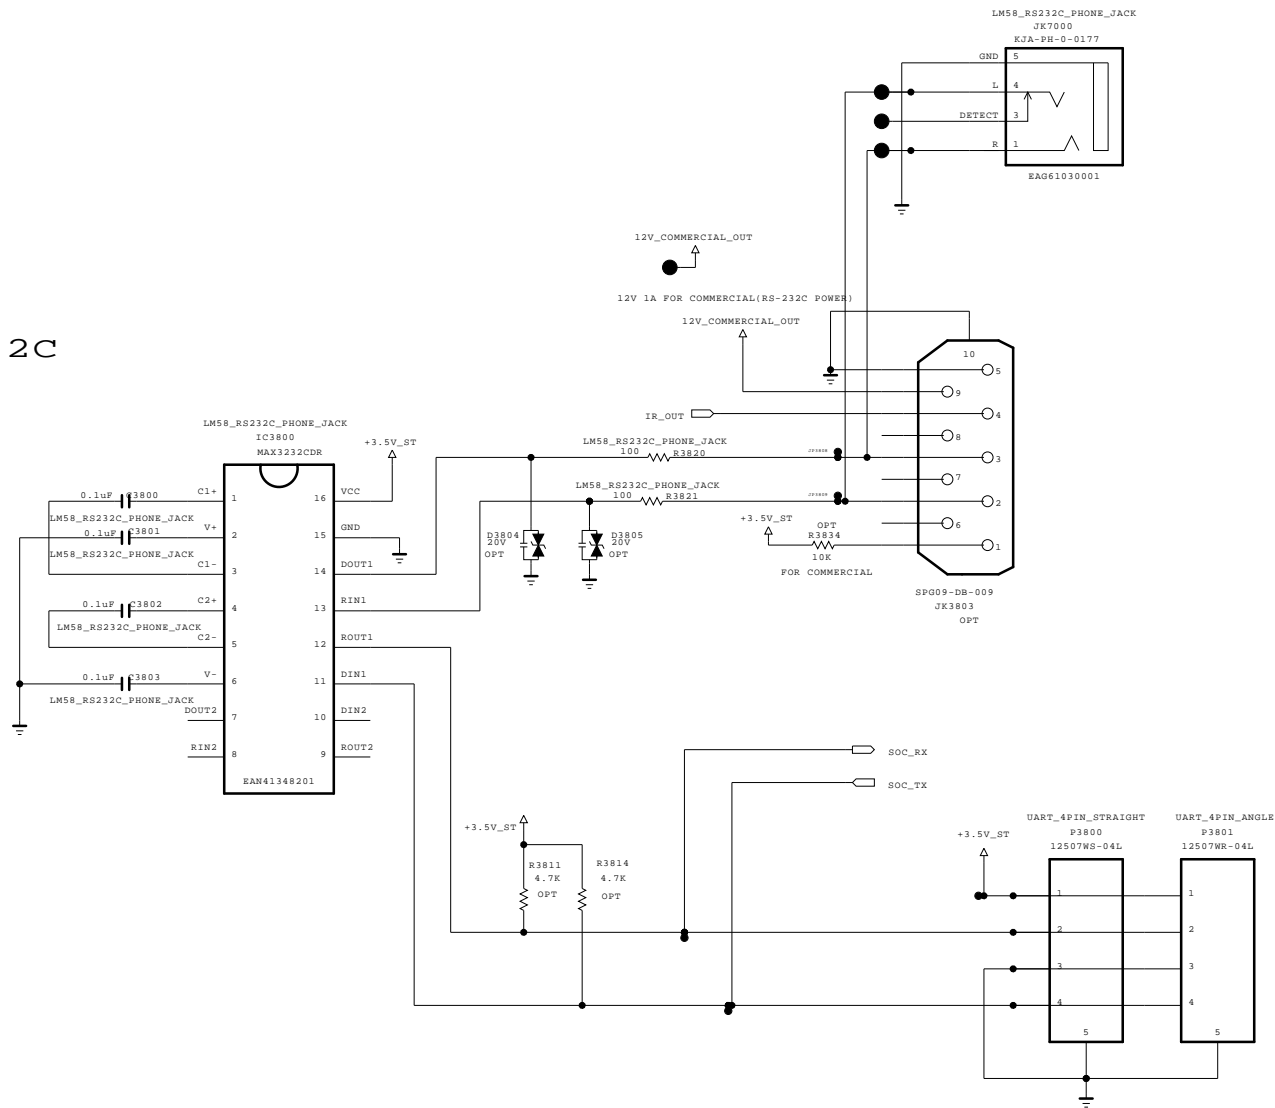 LM58_RS232C_PHONE_JACK
JK7000
KJA-PH-0-0177
GND 5
L 4
DETECT 3
R 1
EAG61030001
12V_COMMERCIAL_OUT
12V 1A FOR COMMERCIAL(RS-232C POWER)
12V_COMMERCIAL_OUT
2C
10
5
9
IR_OUT 4
8
3
7
2
6
1
SPG09-DB-009
JK3803
OPT
LM58_RS232C_PHONE_JACK
IC3800
MAX3232CDR
+3.5V_ST
LM58_RS232C_PHONE_JACK
100 R3820
JP3808
LM58_RS232C_PHONE_JACK
100 R3821
JP3809
+3.5V_ST
OPT
R3834
10K
FOR COMMERCIAL
D3804
20V
OPT
D3805
20V
OPT
0.1uF C3800 C1+ 1 16 VCC
LM58_RS232C_PHONE_JACK
0.1uF C3801 V+ 2 15 GND
LM58_RS232C_PHONE_JACK
C1- 3 14 DOUT1
0.1uF C3802 C2+ 4 13 RIN1
LM58_RS232C_PHONE_JACK
C2- 5 12 ROUT1
0.1uF C3803 V- 6 11 DIN1
LM58_RS232C_PHONE_JACK
DOUT2 7 10 DIN2
RIN2 8 9 ROUT2
EAN41348201
SOC_RX
SOC_TX
+3.5V_ST
R3811
4.7K
OPT
R3814
4.7K
OPT
+3.5V_ST
UART_4PIN_STRAIGHT
P3800
12507WS-04L
1
2
3
4
5
UART_4PIN_ANGLE
P3801
12507WR-04L
1
2
3
4
5